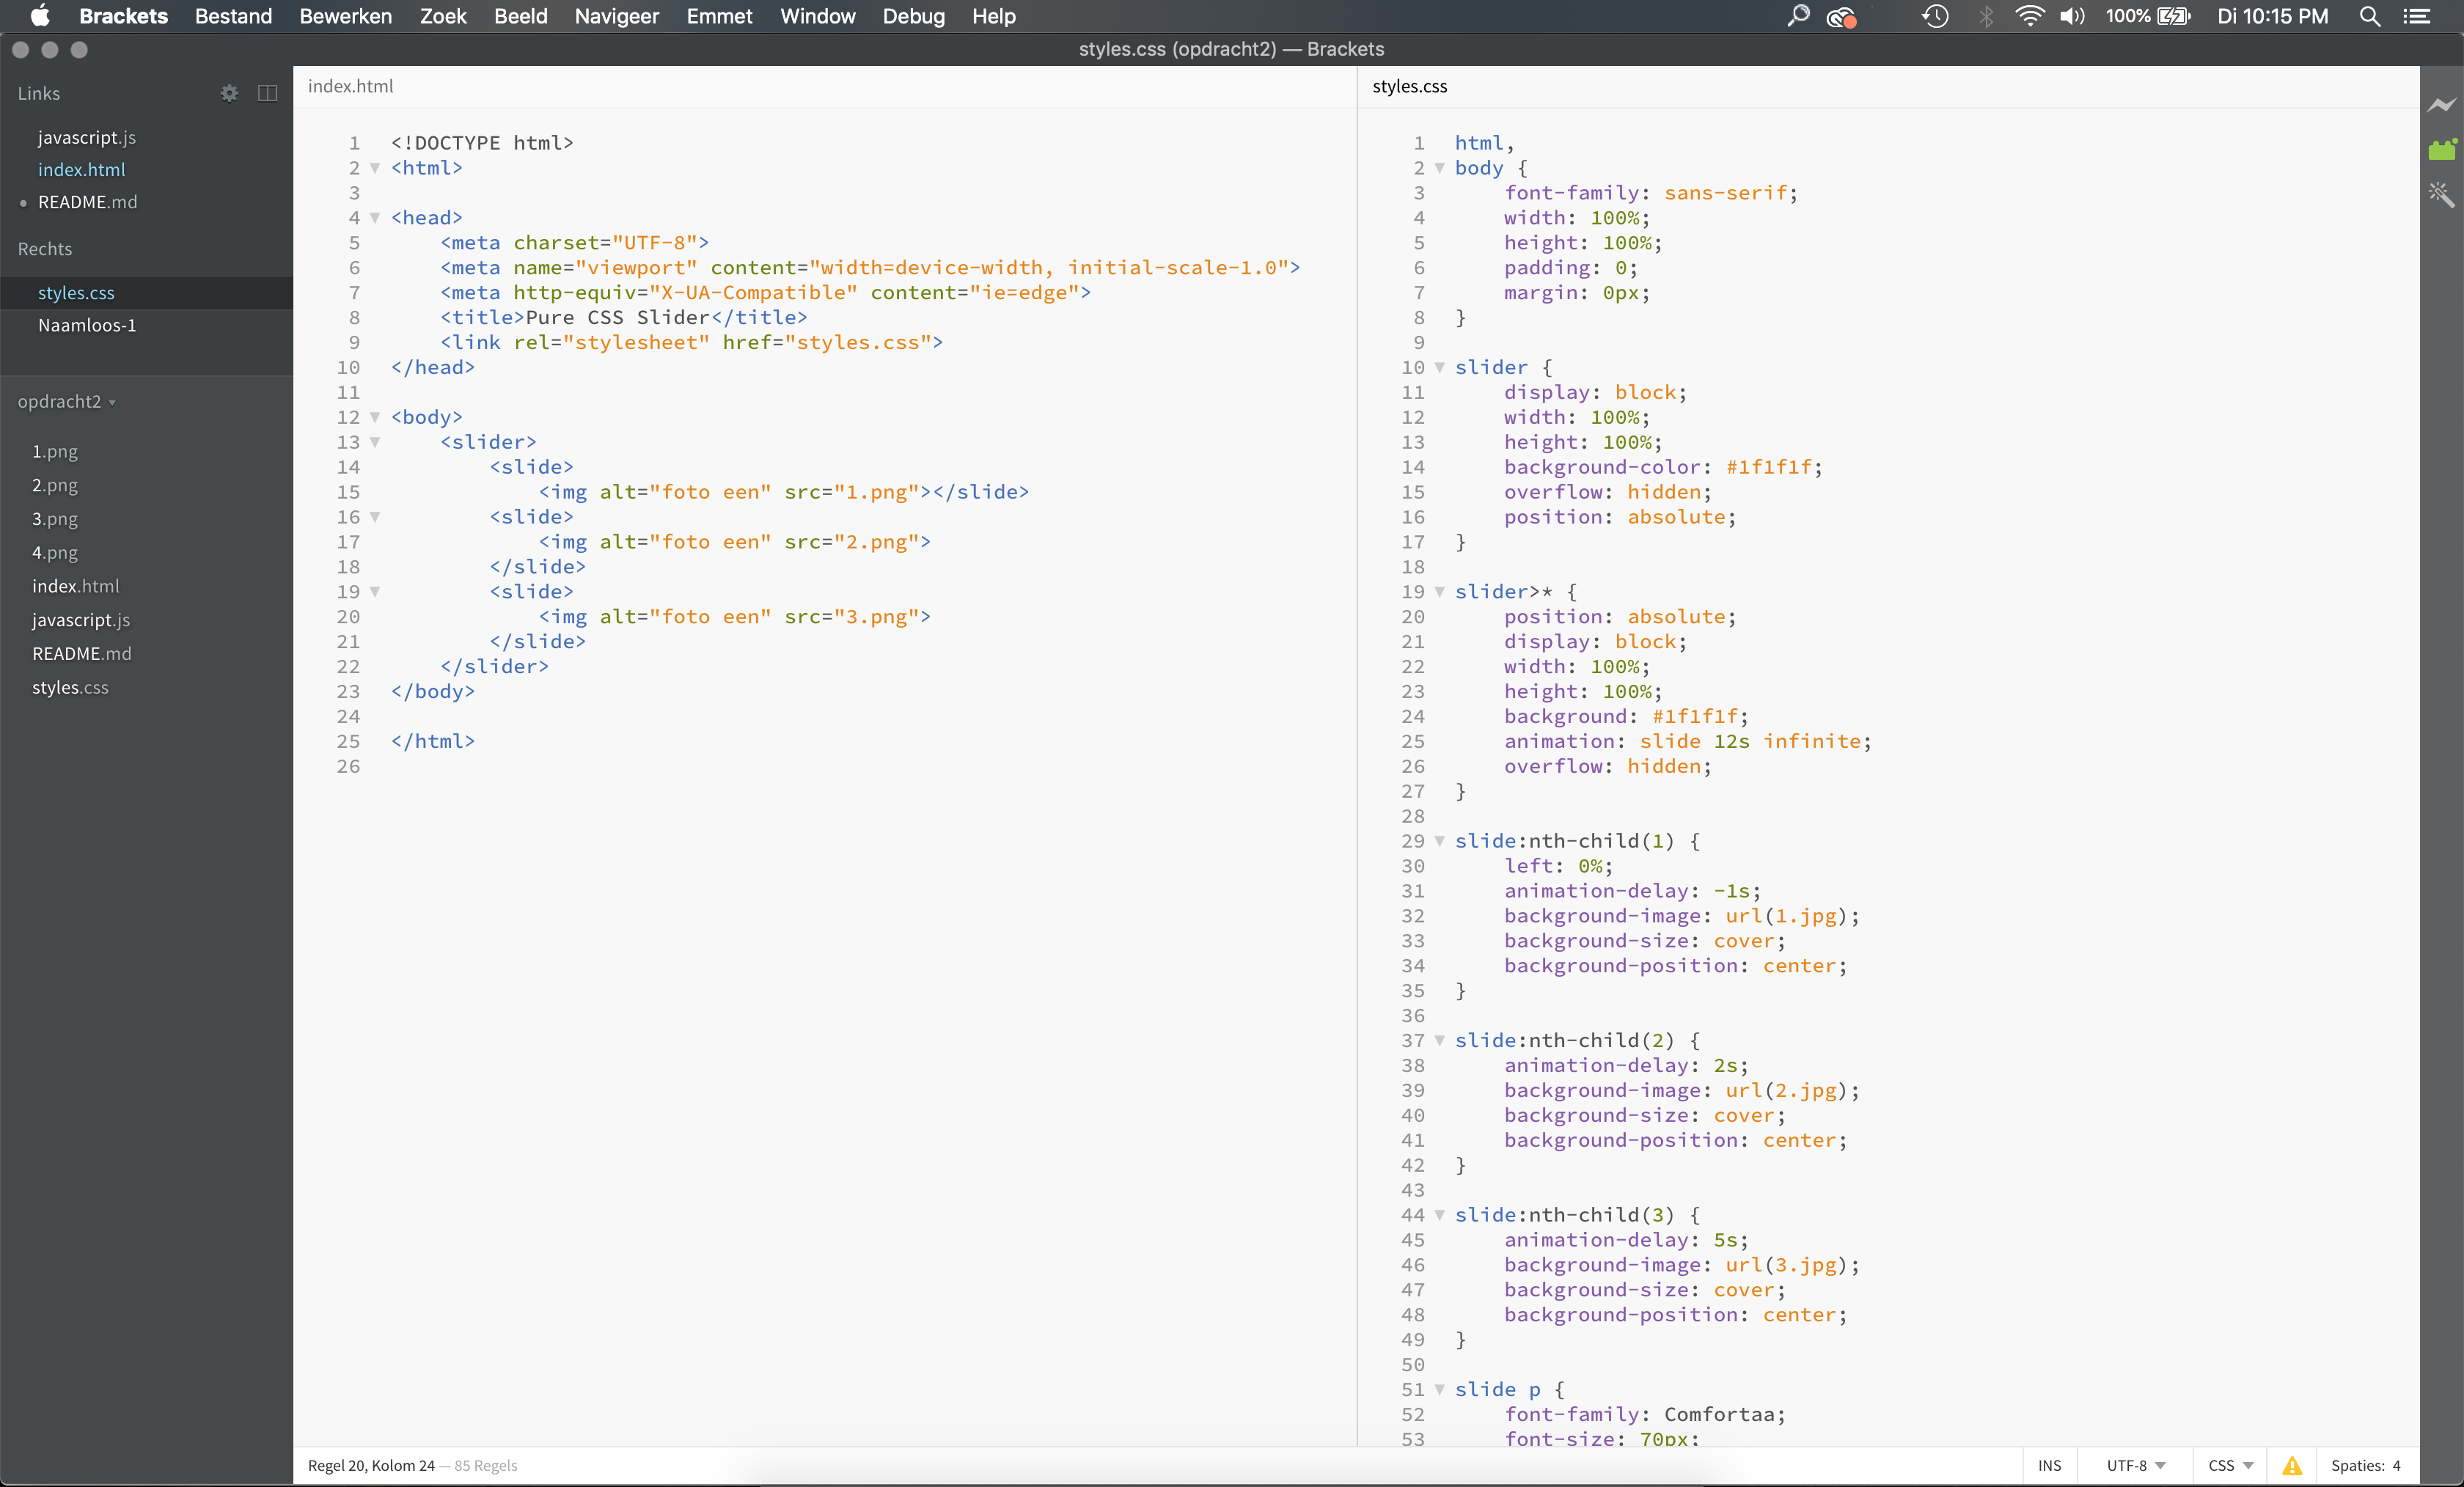 Brackets Bestand Bewerken Zoek Beeld Navigeer Emmet Window Debug Help 100% Di 10:15 PM
styles.css (opdracht2) — Brackets
Links
javascript.js
index.html
README.md
Rechts
styles.css
Naamloos-1
opdracht2
1.png
2.png
3.png
4.png
index.html
javascript.js
README.md
styles.css
index.html
1 <!DOCTYPE html>
2 <html>
3
4 <head>
5     <meta charset="UTF-8">
6     <meta name="viewport" content="width=device-width, initial-scale-1.0">
7     <meta http-equiv="X-UA-Compatible" content="ie=edge">
8     <title>Pure CSS Slider</title>
9     <link rel="stylesheet" href="styles.css">
10 </head>
11
12 <body>
13     <slider>
14         <slide>
15             <img alt="foto een" src="1.png"></slide>
16         <slide>
17             <img alt="foto een" src="2.png">
18         </slide>
19         <slide>
20             <img alt="foto een" src="3.png">
21         </slide>
22     </slider>
23 </body>
24
25 </html>
26
styles.css
1 html,
2 body {
3     font-family: sans-serif;
4     width: 100%;
5     height: 100%;
6     padding: 0;
7     margin: 0px;
8 }
9
10 slider {
11     display: block;
12     width: 100%;
13     height: 100%;
14     background-color: #1f1f1f;
15     overflow: hidden;
16     position: absolute;
17 }
18
19 slider>* {
20     position: absolute;
21     display: block;
22     width: 100%;
23     height: 100%;
24     background: #1f1f1f;
25     animation: slide 12s infinite;
26     overflow: hidden;
27 }
28
29 slide:nth-child(1) {
30     left: 0%;
31     animation-delay: -1s;
32     background-image: url(1.jpg);
33     background-size: cover;
34     background-position: center;
35 }
36
37 slide:nth-child(2) {
38     animation-delay: 2s;
39     background-image: url(2.jpg);
40     background-size: cover;
41     background-position: center;
42 }
43
44 slide:nth-child(3) {
45     animation-delay: 5s;
46     background-image: url(3.jpg);
47     background-size: cover;
48     background-position: center;
49 }
50
51 slide p {
52     font-family: Comfortaa;
53     font-size: 70px;
Regel 20, Kolom 24 — 85 Regels INS UTF-8 CSS Spaties: 4